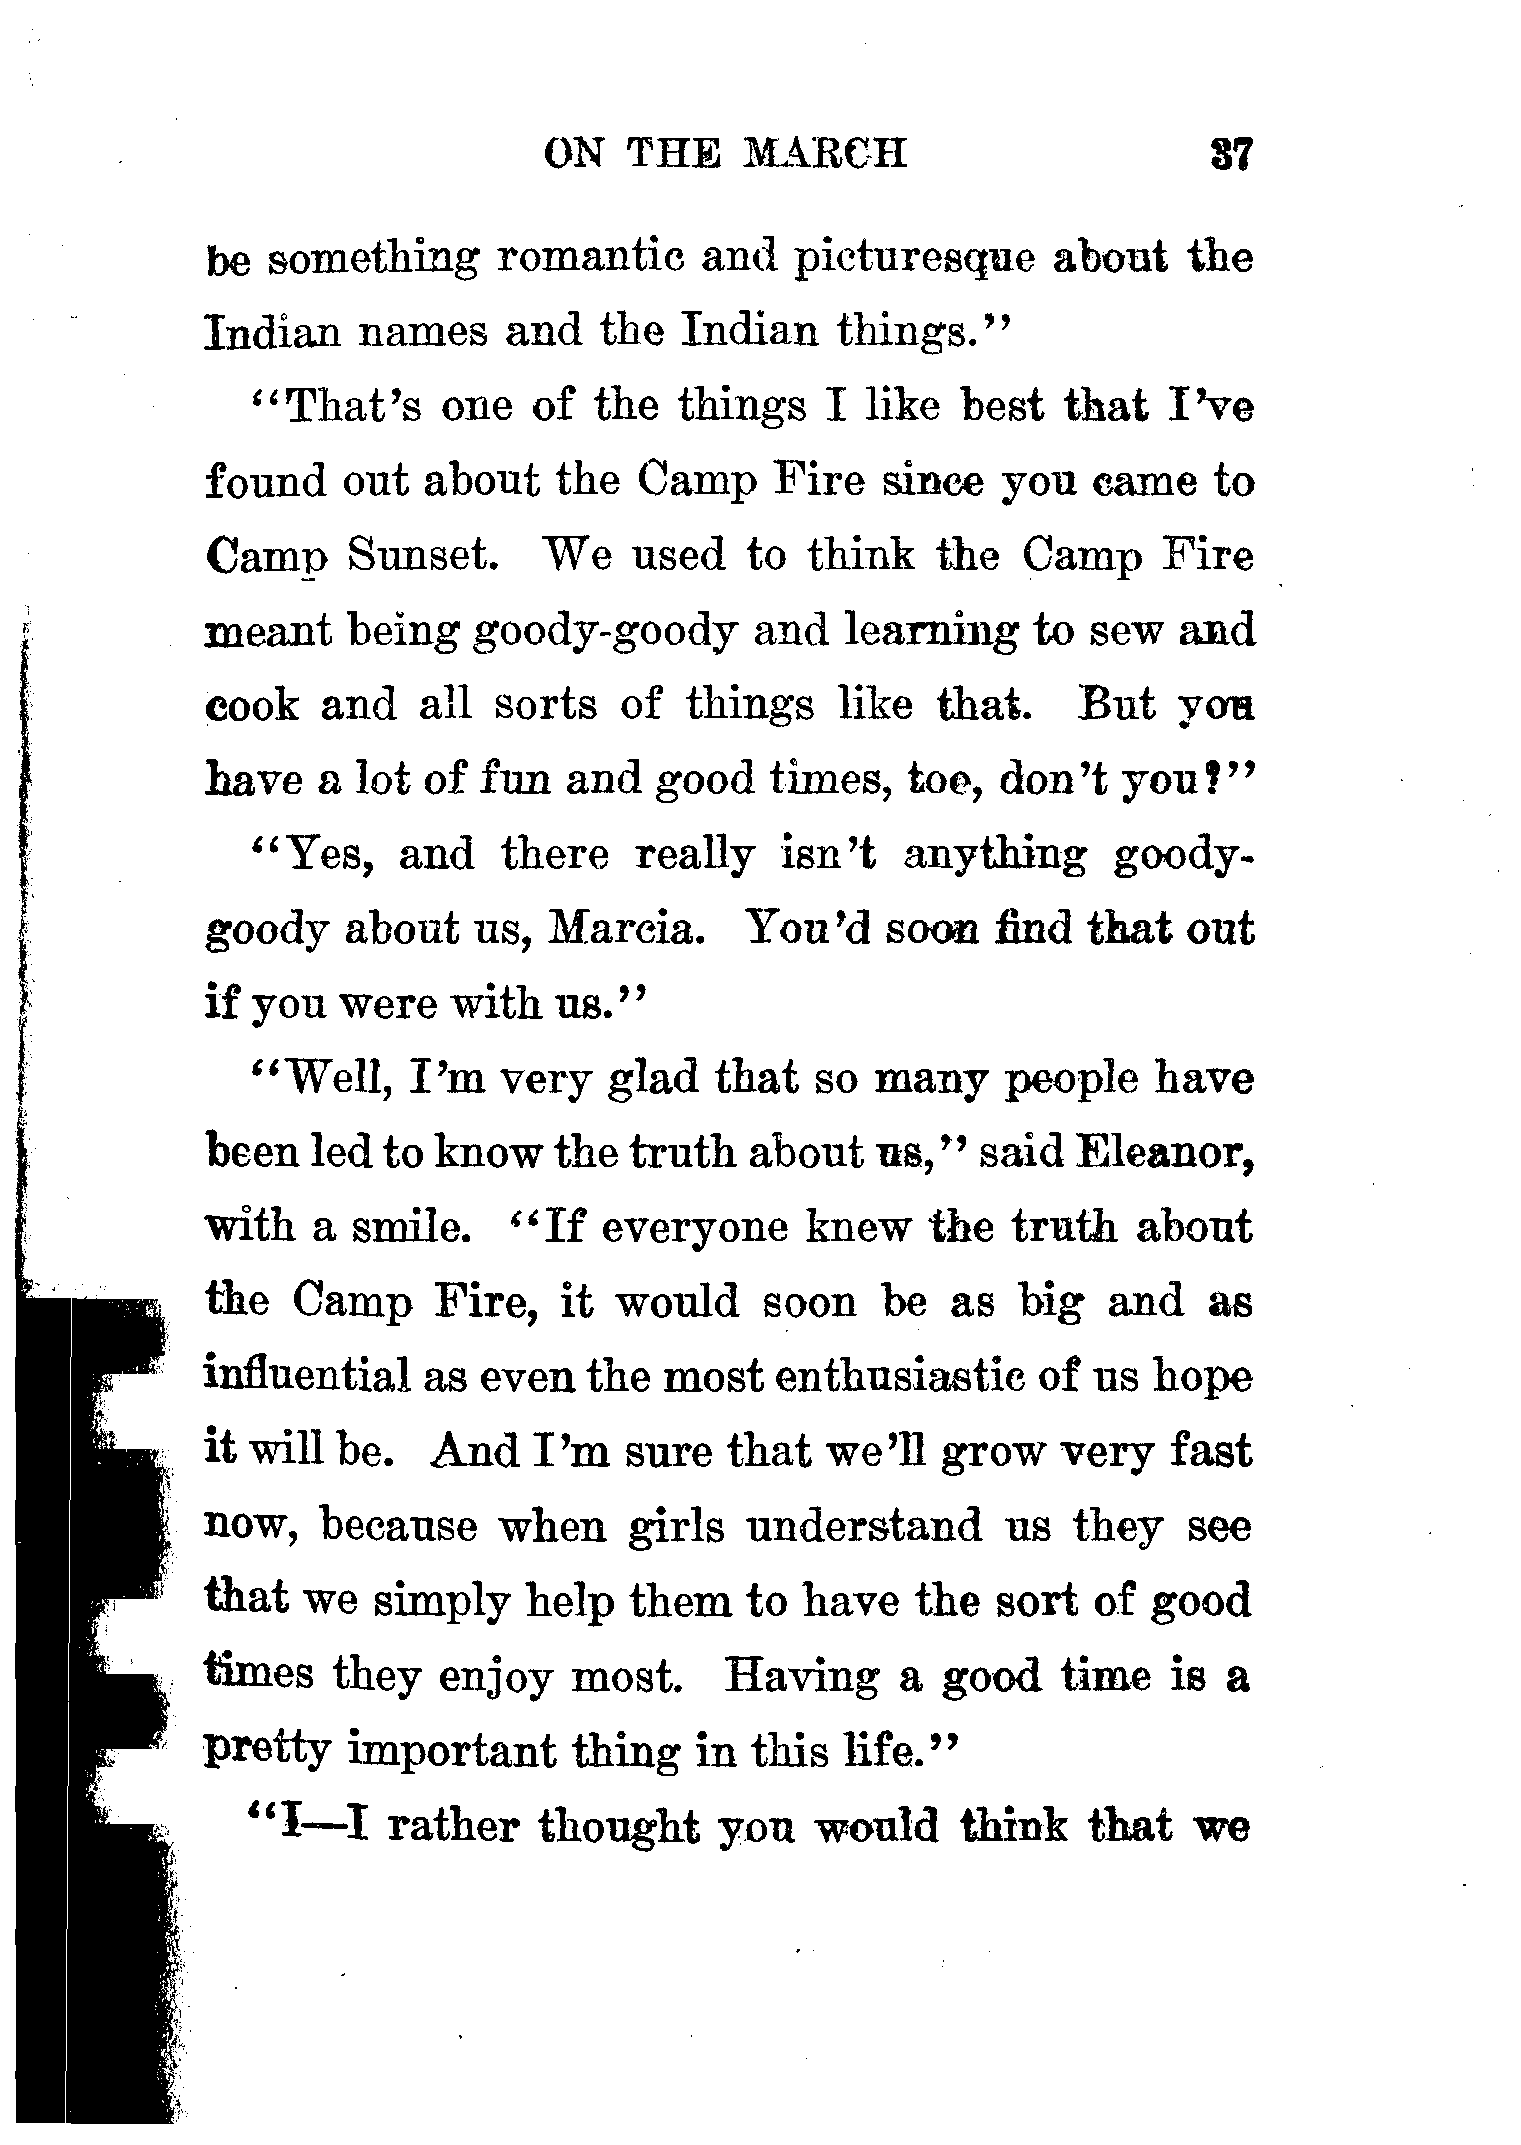 ON THE MARCH 37
be something romantic and picturesque about the
Indian names and the Indian things."
"That's one of the things I like best that I've
found out about the Camp Fire since you came to
Camp Sunset. We used to think the Camp Fire
meant being goody-goody and learning to sew and
cook and all sorts of things like that. But you
have a lot of fun and good times, too, don't you?"
"Yes, and there really isn't anything goody-
goody about us, Marcia. You'd soon find that out
if you were with us."
"Well, I'm very glad that so many people have
been led to know the truth about us," said Eleanor,
with a smile. "If everyone knew the truth about
the Camp Fire, it would soon be as big and as
influential as even the most enthusiastic of us hope
it will be. And I'm sure that we'll grow very fast
now, because when girls understand us they see
that we simply help them to have the sort of good
times they enjoy most. Having a good time is a
pretty important thing in this life."
"I—I rather thought you would think that we